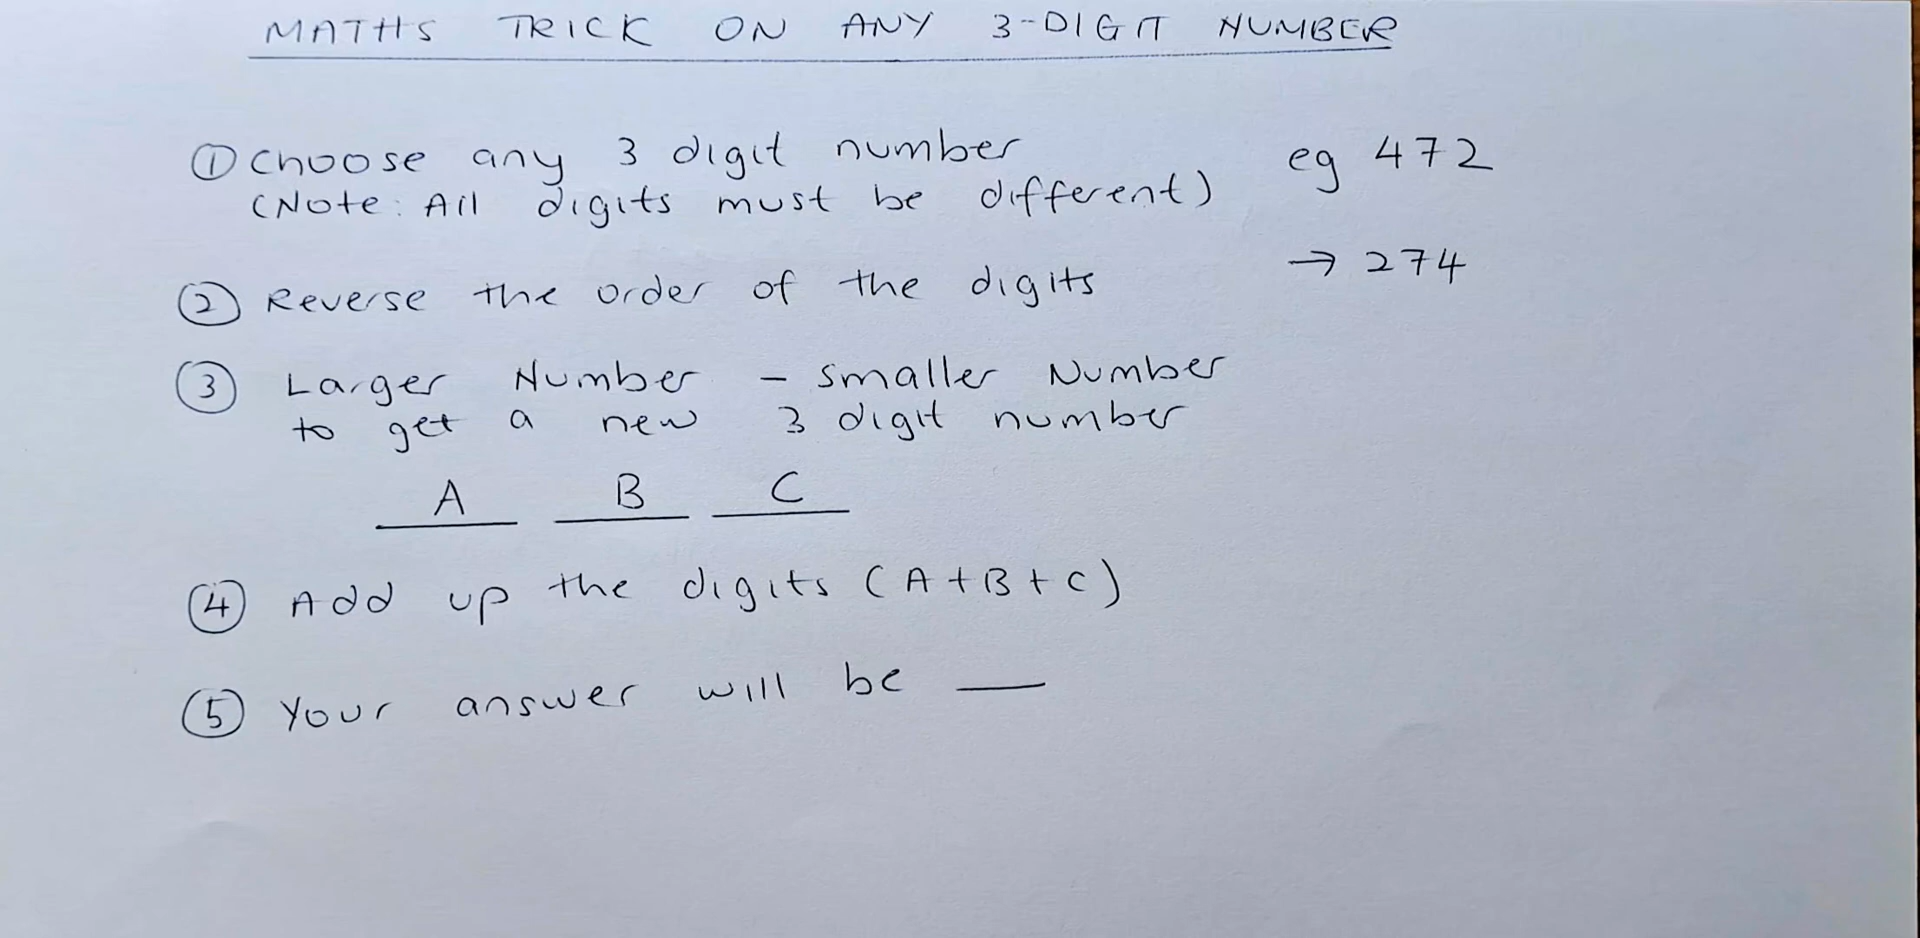 MATHS TRICK ON ANY 3-DIGIT NUMBER
① Choose any 3 digit number eg 472
(Note: All digits must be different)
② Reverse the order of the digits → 274
③ Larger Number - Smaller Number
to get a new 3 digit number
A B C
④ Add up the digits (A+B+C)
⑤ Your answer will be __